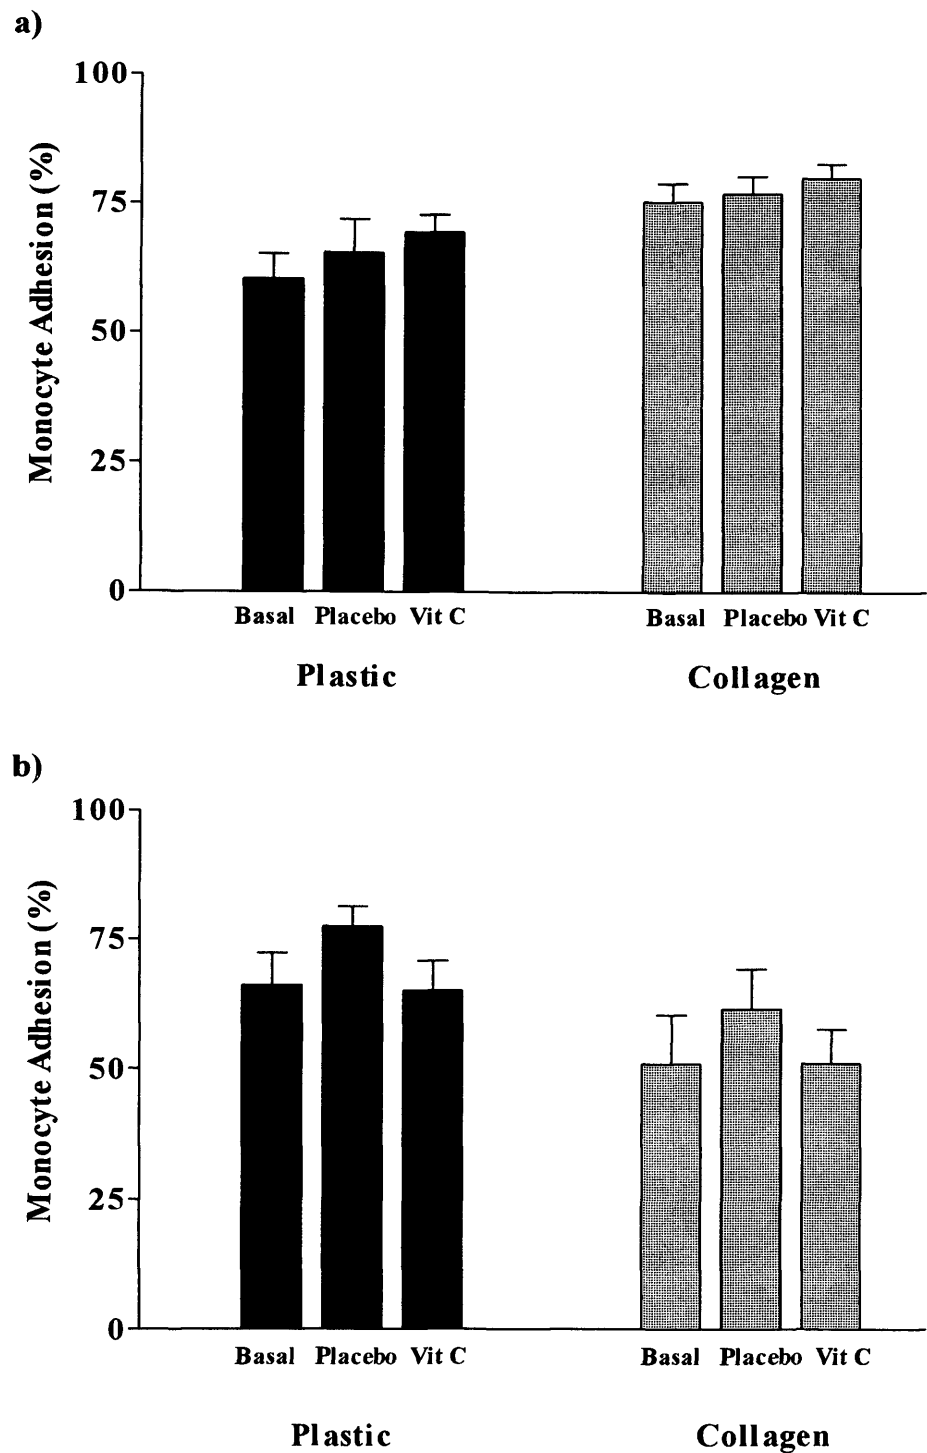 a)
100
75
50
25
0
Monocyte Adhesion (%)
Basal Placebo Vit C
Basal Placebo Vit C
Plastic
Collagen
b)
100
75
50
25
0
Monocyte Adhesion (%)
Basal Placebo Vit C
Basal Placebo Vit C
Plastic
Collagen